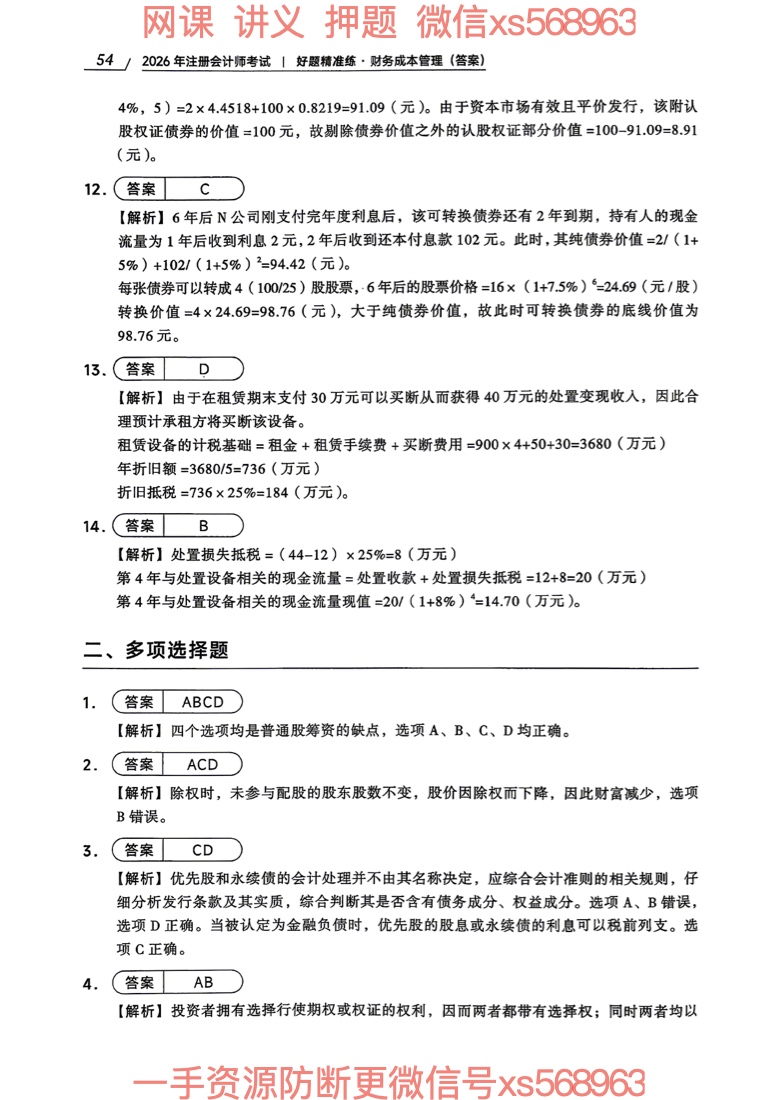 网课 讲义 押题 微信xs568963
54 / 2026年注册会计师考试 | 好题精准练·财务成本管理（答案）
4%，5）=2×4.4518+100×0.8219=91.09（元）。由于资本市场有效且平价发行，该附认
股权证债券的价值=100元，故剔除债券价值之外的认股权证部分价值=100–91.09=8.91
（元）。
12. 答案 C
【解析】6年后N公司刚支付完年度利息后，该可转换债券还有2年到期，持有人的现金
流量为1年后收到利息2元，2年后收到还本付息款102元。此时，其纯债券价值=2/（1+
5%）+102/（1+5%）²=94.42（元）。
每张债券可以转成4（100/25）股股票，6年后的股票价格=16×（1+7.5%）⁶=24.69（元/股）
转换价值=4×24.69=98.76（元），大于纯债券价值，故此时可转换债券的底线价值为
98.76元。
13. 答案 D
【解析】由于在租赁期末支付30万元可以买断从而获得40万元的处置变现收入，因此合
理预计承租方将买断该设备。
租赁设备的计税基础=租金+租赁手续费+买断费用=900×4+50+30=3680（万元）
年折旧额=3680/5=736（万元）
折旧抵税=736×25%=184（万元）。
14. 答案 B
【解析】处置损失抵税=（44–12）×25%=8（万元）
第4年与处置设备相关的现金流量=处置收款+处置损失抵税=12+8=20（万元）
第4年与处置设备相关的现金流量现值=20/（1+8%）⁴=14.70（万元）。
二、多项选择题
1. 答案 ABCD
【解析】四个选项均是普通股筹资的缺点，选项A、B、C、D均正确。
2. 答案 ACD
【解析】除权时，未参与配股的股东股数不变，股价因除权而下降，因此财富减少，选项
B错误。
3. 答案 CD
【解析】优先股和永续债的会计处理并不由其名称决定，应综合会计准则的相关规则，仔
细分析发行条款及其实质，综合判断其是否含有债务成分、权益成分。选项A、B错误，
选项D正确。当被认定为金融负债时，优先股的股息或永续债的利息可以税前列支。选
项C正确。
4. 答案 AB
【解析】投资者拥有选择行使期权或权证的权利，因而两者都带有选择权；同时两者均以
一手资源防断更微信号xs568963